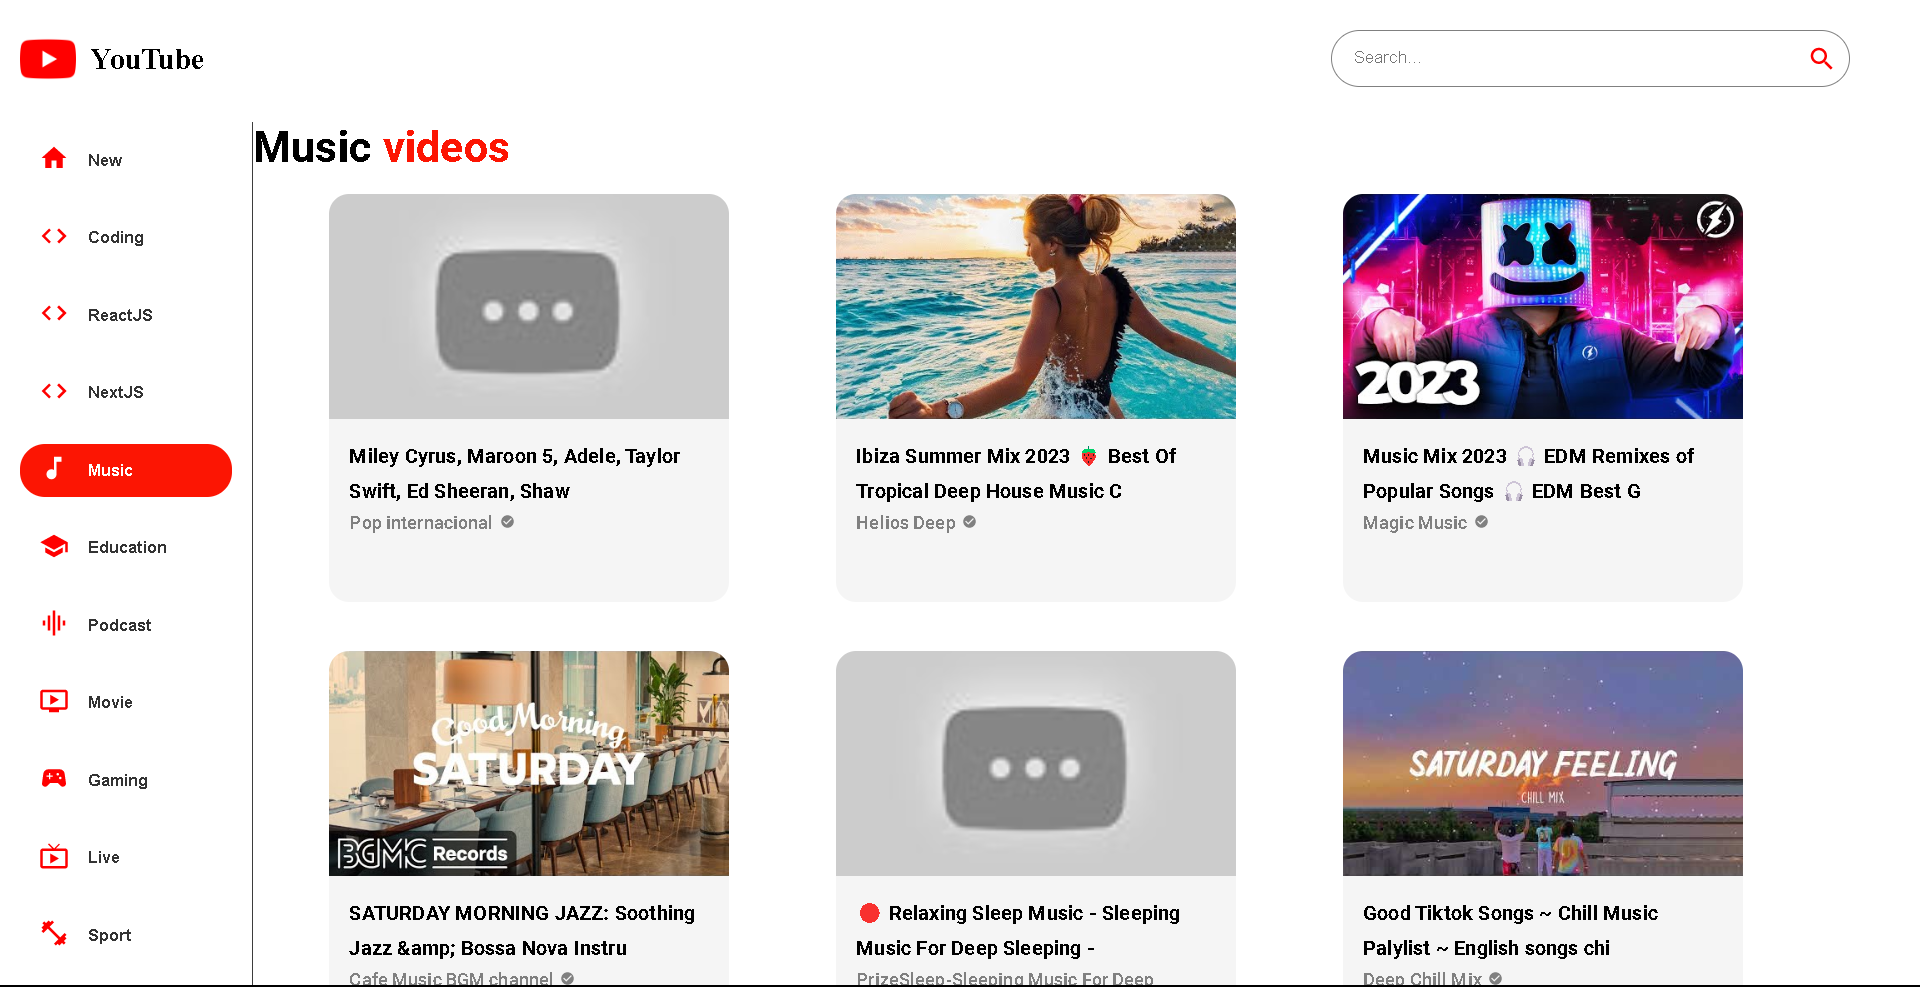 YouTube
Search...
New
Coding
ReactJS
NextJS
Music
Education
Podcast
Movie
Gaming
Live
Sport
Music videos
Miley Cyrus, Maroon 5, Adele, Taylor
Swift, Ed Sheeran, Shaw
Pop internacional
Ibiza Summer Mix 2023 🍓 Best Of
Tropical Deep House Music C
Helios Deep
2023
Music Mix 2023 🎧 EDM Remixes of
Popular Songs 🎧 EDM Best G
Magic Music
Good Morning
SATURDAY
BGMC Records
SATURDAY MORNING JAZZ: Soothing
Jazz &amp; Bossa Nova Instru
Cafe Music BGM channel
🔴 Relaxing Sleep Music - Sleeping
Music For Deep Sleeping -
PrizeSleep-Sleeping Music For Deep
SATURDAY FEELING
CHILL MIX
Good Tiktok Songs ~ Chill Music
Palylist ~ English songs chi
Deep Chill Mix